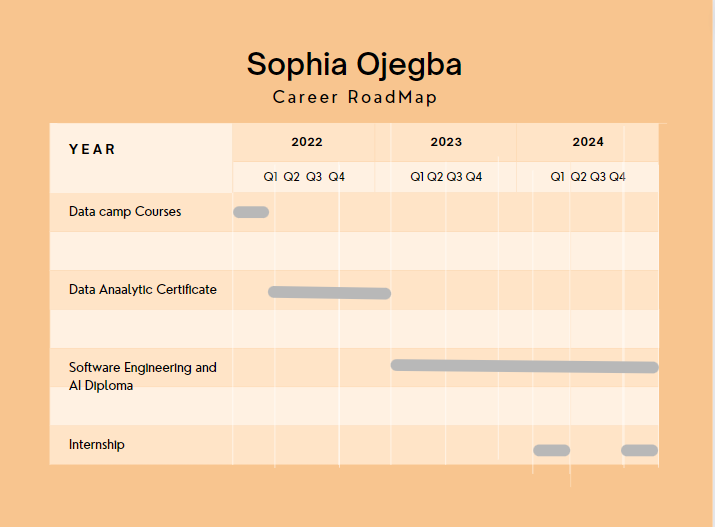 Sophia Ojegba
Career RoadMap
YEAR
2022 2023 2024
Q1 Q2 Q3 Q4 Q1 Q2 Q3 Q4 Q1 Q2 Q3 Q4
Data camp Courses
Data Anaalytic Certificate
Software Engineering and
AI Diploma
Internship